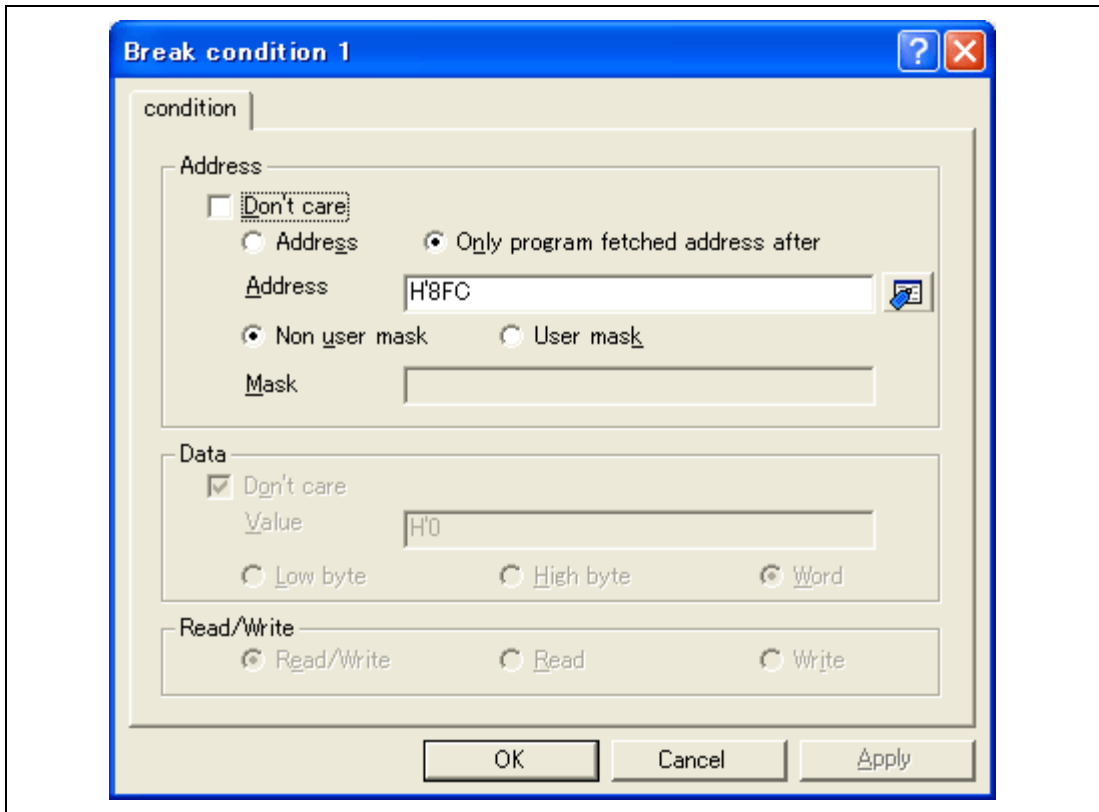 Break condition 1
condition
Address
Don't care
Address Only program fetched address after
Address H'8FC
Non user mask User mask
Mask
Data
Don't care
Value H'0
Low byte High byte Word
Read/Write
Read/Write Read Write
OK Cancel Apply